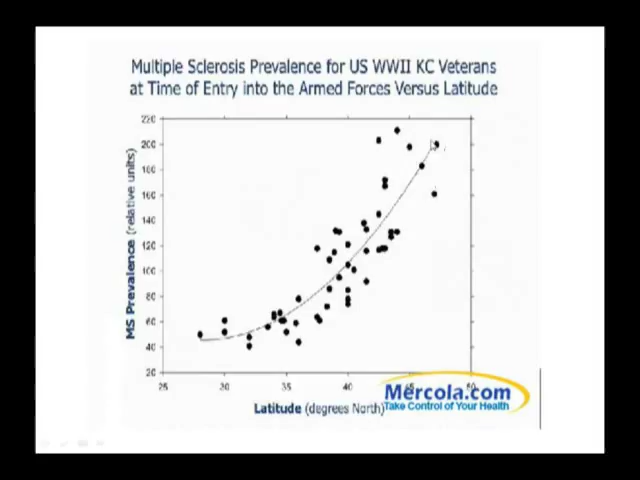 Multiple Sclerosis Prevalence for US WWII KC Veterans
at Time of Entry into the Armed Forces Versus Latitude
220
200
180
160
140
120
100
80
60
40
20
MS Prevalence (relative units)
25 30 35 40 45 50
Latitude (degrees North)
Mercola.com
Take Control of Your Health